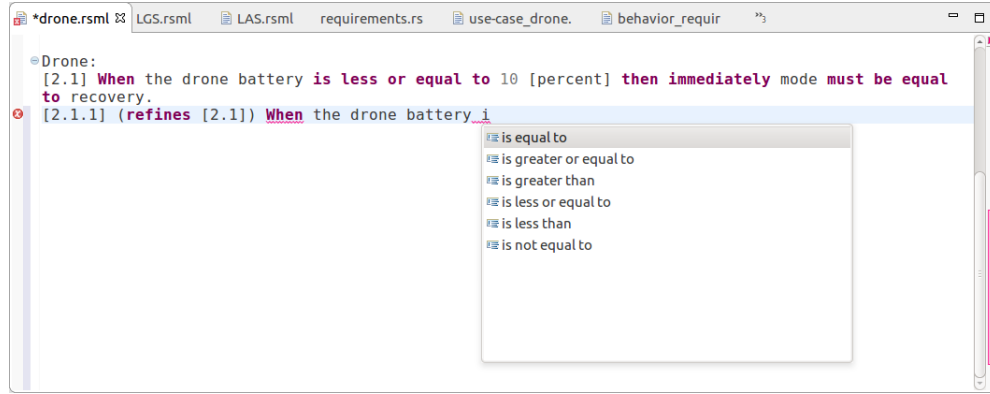 *drone.rsml LGS.rsml LAS.rsml requirements.rs use-case_drone. behavior_requir »3
Drone:
[2.1] When the drone battery is less or equal to 10 [percent] then immediately mode must be equal
to recovery.
[2.1.1] (refines [2.1]) When the drone battery i
is equal to
is greater or equal to
is greater than
is less or equal to
is less than
is not equal to